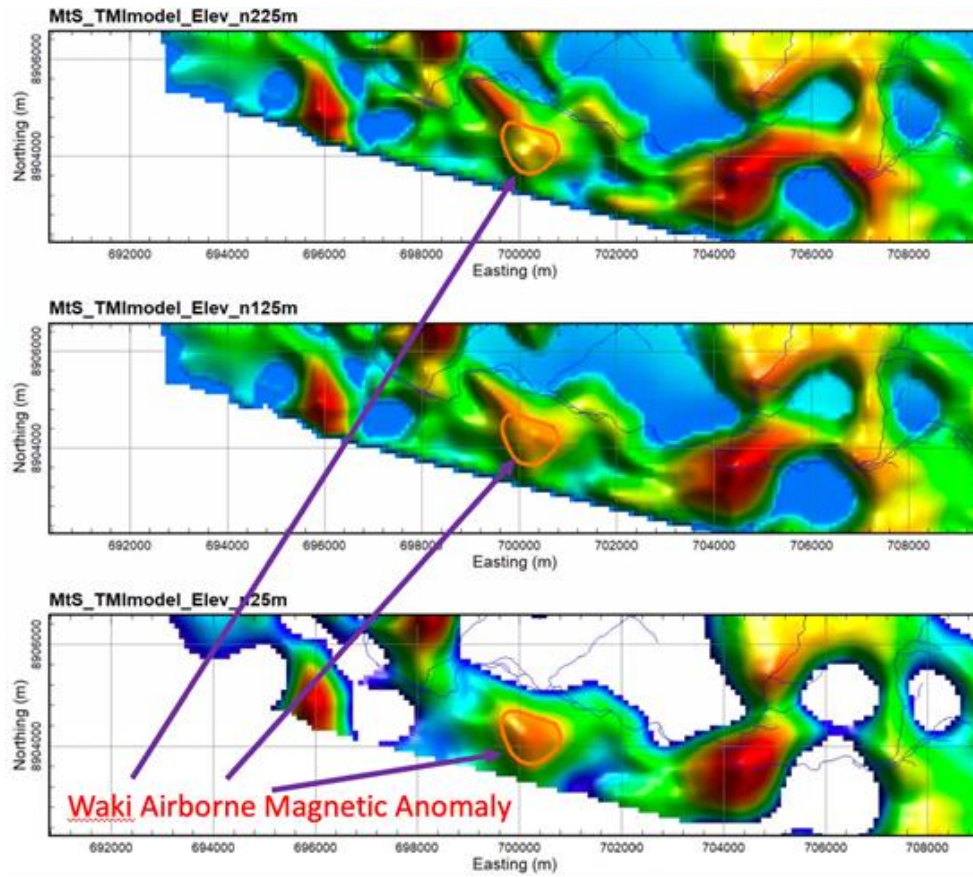 MtS_TMImodel_Elev_n225m
Northing (m)
8906000
8904000
692000 694000 696000 698000 700000 702000 704000 706000 708000
Easting (m)
MtS_TMImodel_Elev_n125m
Northing (m)
8906000
8904000
692000 694000 696000 698000 700000 702000 704000 706000 708000
Easting (m)
MtS_TMImodel_Elev_n25m
Northing (m)
8906000
8904000
Waki Airborne Magnetic Anomaly
692000 694000 696000 698000 700000 702000 704000 706000 708000
Easting (m)